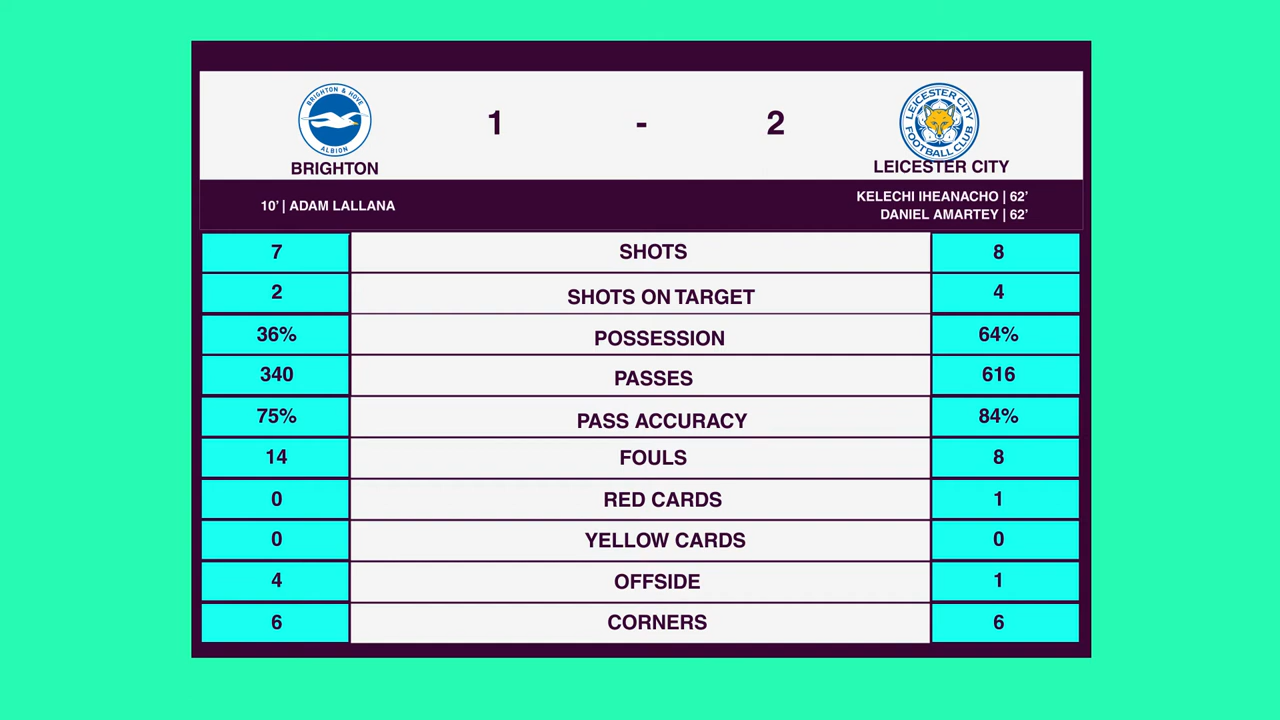 BRIGHTON & HOVE
ALBION
BRIGHTON
1 - 2
LEICESTER CITY
FOOTBALL CLUB
LEICESTER CITY
10’ | ADAM LALLANA
KELECHI IHEANACHO | 62’
DANIEL AMARTEY | 62’
7 SHOTS 8
2 SHOTS ON TARGET 4
36% POSSESSION 64%
340 PASSES 616
75% PASS ACCURACY 84%
14 FOULS 8
0 RED CARDS 1
0 YELLOW CARDS 0
4 OFFSIDE 1
6 CORNERS 6